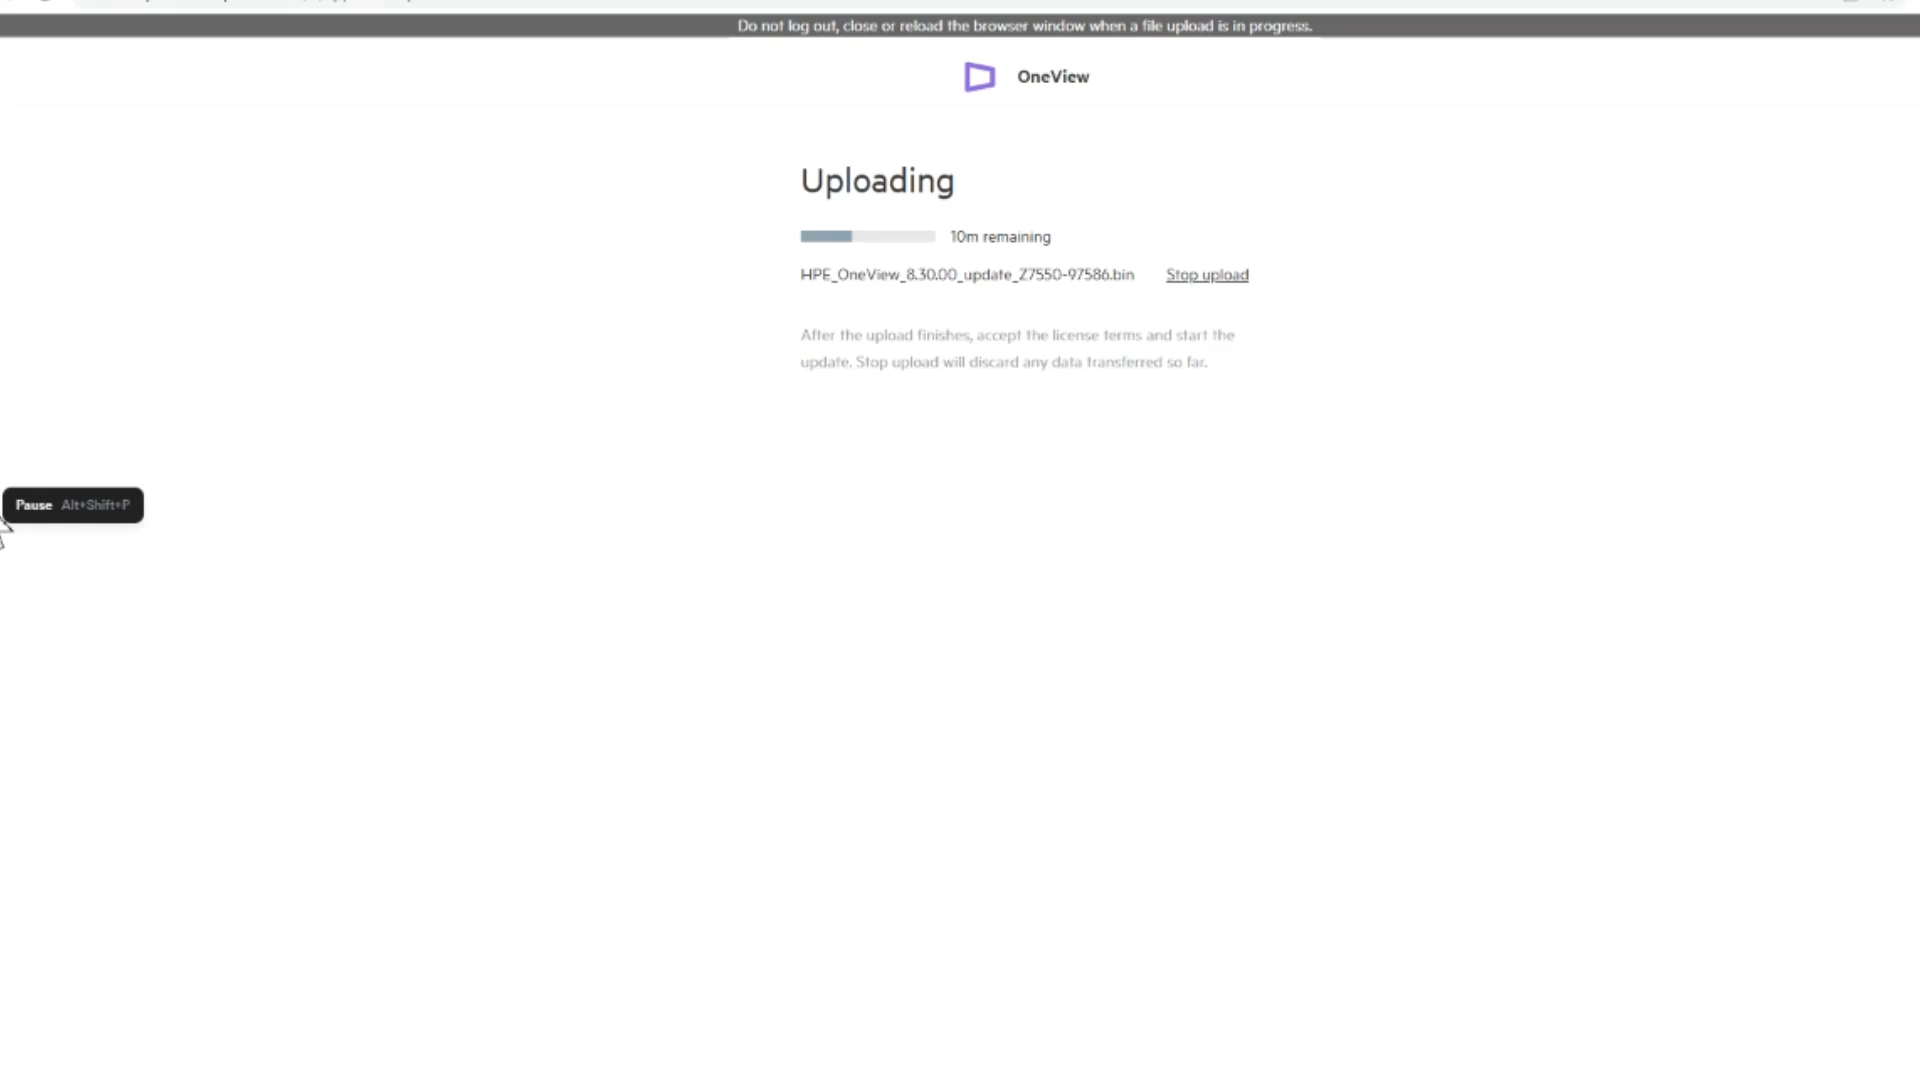 Do not log out, close or reload the browser window when a file upload is in progress.
OneView
Uploading
10m remaining
HPE_OneView_8.30.00_update_Z7550-97586.bin Stop upload
After the upload finishes, accept the license terms and start the
update. Stop upload will discard any data transferred so far.
Pause Alt+Shift+P